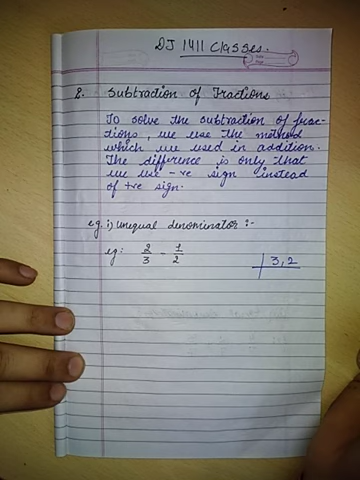 DJ 1411 Classes.
2. Subtraction of Fractions
To solve the subtraction of frac-
tions, we use the method
which we used in addition.
The difference is only that
we use -ve sign instead
of +ve sign.
eg. i) Unequal denominator :-
eg: 2/3 - 1/2
3, 2